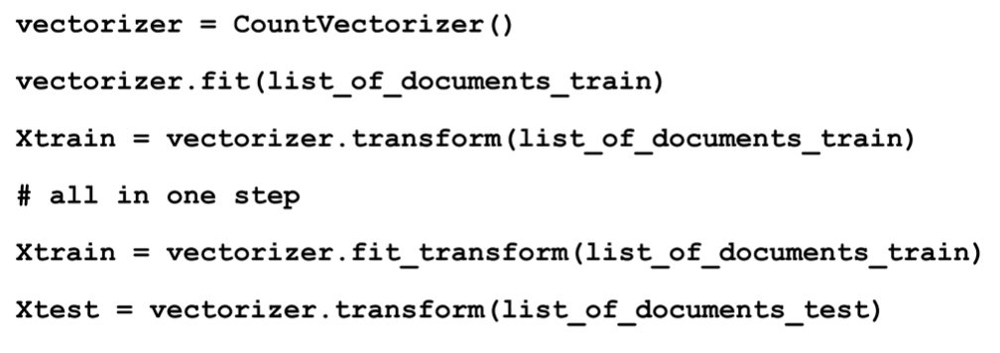 vectorizer = CountVectorizer()
vectorizer.fit(list_of_documents_train)
Xtrain = vectorizer.transform(list_of_documents_train)
# all in one step
Xtrain = vectorizer.fit_transform(list_of_documents_train)
Xtest = vectorizer.transform(list_of_documents_test)